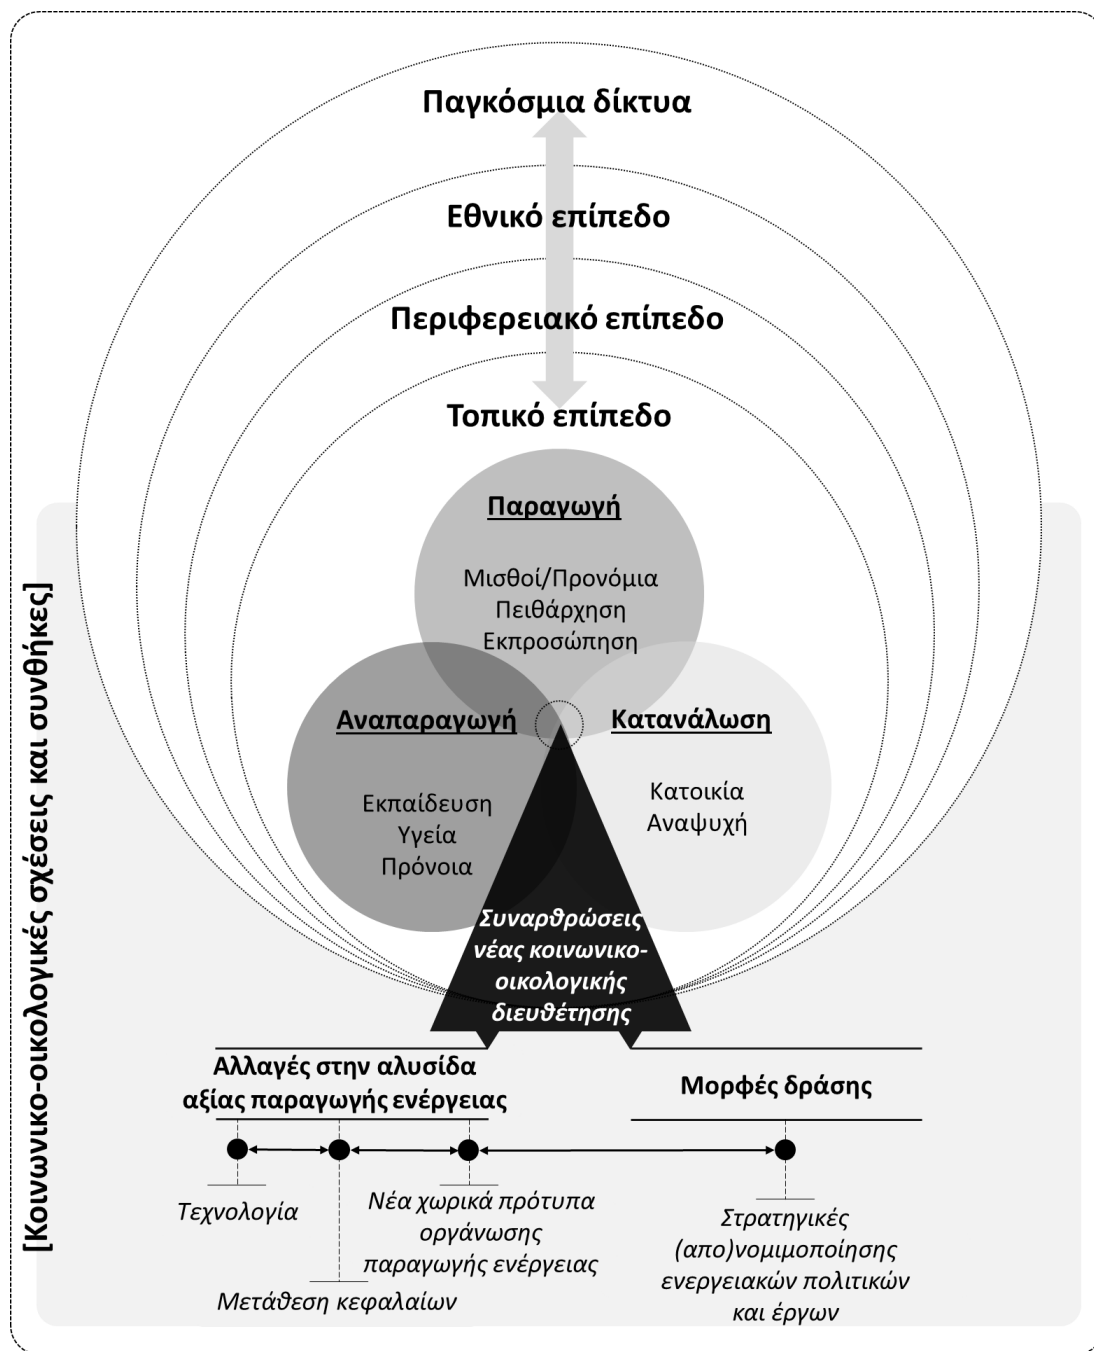 Παγκόσμια δίκτυα
Εθνικό επίπεδο
Περιφερειακό επίπεδο
Τοπικό επίπεδο
Παραγωγή
Μισθοί/Προνόμια
Πειθάρχηση
Εκπροσώπηση
Αναπαραγωγή
Εκπαίδευση
Υγεία
Πρόνοια
Κατανάλωση
Κατοικία
Αναψυχή
Συναρθρώσεις
νέας κοινωνικο-
οικολογικής
διευθέτησης
[Κοινωνικο-οικολογικές σχέσεις και συνθήκες]
Αλλαγές στην αλυσίδα
αξίας παραγωγής ενέργειας
Μορφές δράσης
Τεχνολογία
Μετάθεση κεφαλαίων
Νέα χωρικά πρότυπα
οργάνωσης
παραγωγής ενέργειας
Στρατηγικές
(απο)νομιμοποίησης
ενεργειακών πολιτικών
και έργων